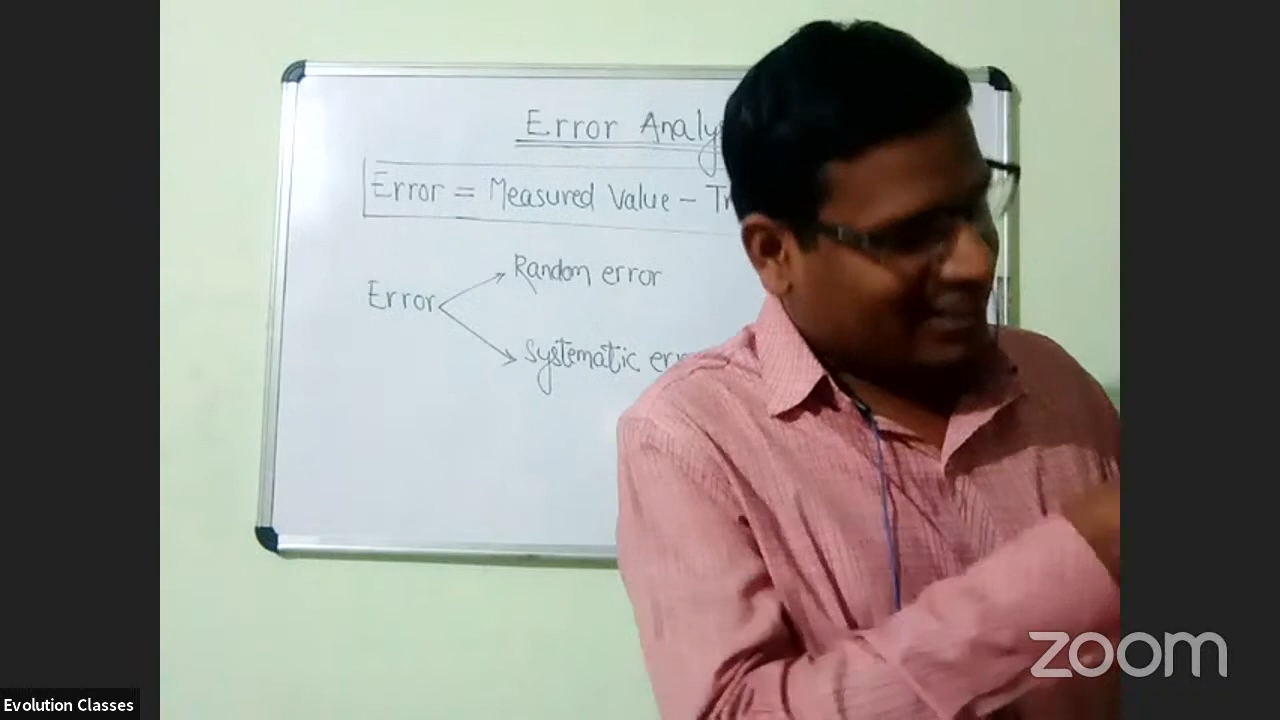 Error Analy
Error = Measured Value - Tr
Random error
Error
Systematic err
zoom
Evolution Classes